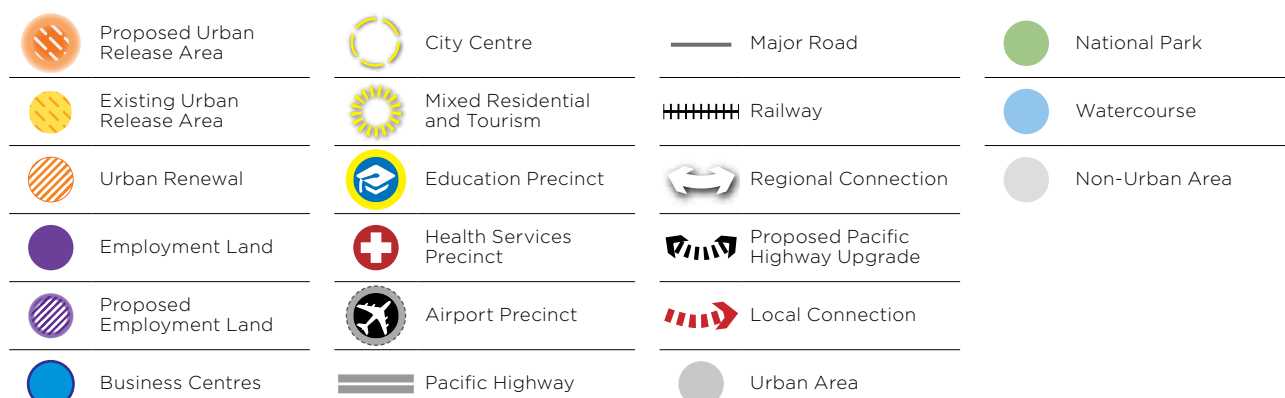 Proposed Urban
Release Area
Existing Urban
Release Area
Urban Renewal
Employment Land
Proposed
Employment Land
Business Centres
City Centre
Mixed Residential
and Tourism
Education Precinct
Health Services
Precinct
Airport Precinct
Pacific Highway
Major Road
Railway
Regional Connection
Proposed Pacific
Highway Upgrade
Local Connection
Urban Area
National Park
Watercourse
Non-Urban Area